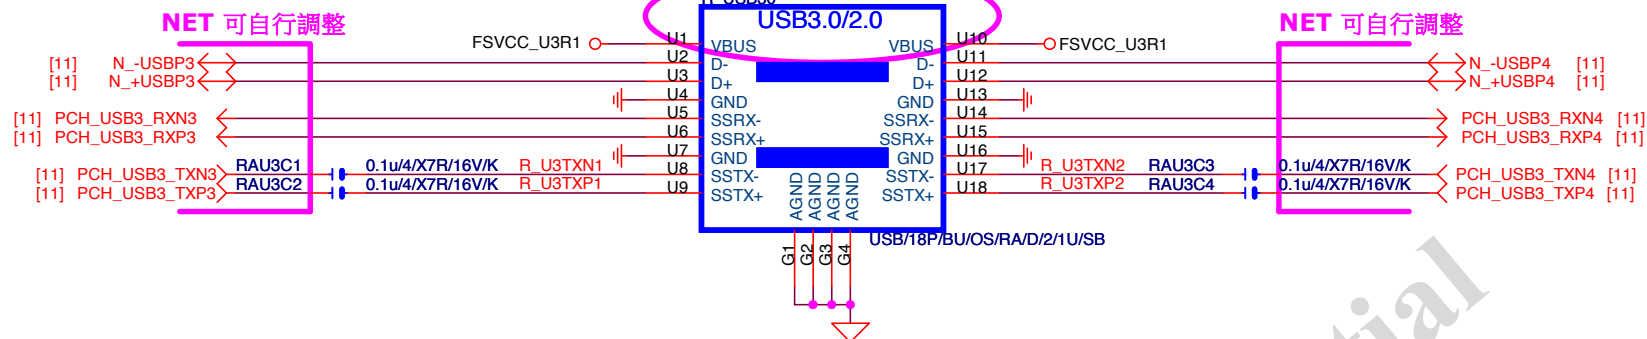 NET 可自行調整
USB3.0/2.0
NET 可自行調整
FSVCC_U3R1 U1 VBUS VBUS U10 FSVCC_U3R1
[11] N_-USBP3 U2 D- D- U11 N_-USBP4 [11]
[11] N_+USBP3 U3 D+ D+ U12 N_+USBP4 [11]
U4 GND GND U13
[11] PCH_USB3_RXN3 U5 SSRX- SSRX- U14 PCH_USB3_RXN4 [11]
[11] PCH_USB3_RXP3 U6 SSRX+ SSRX+ U15 PCH_USB3_RXP4 [11]
U7 GND GND U16
[11] PCH_USB3_TXN3 RAU3C1 0.1u/4/X7R/16V/K R_U3TXN1 U8 SSTX- SSTX- U17 R_U3TXN2 RAU3C3 0.1u/4/X7R/16V/K PCH_USB3_TXN4 [11]
[11] PCH_USB3_TXP3 RAU3C2 0.1u/4/X7R/16V/K R_U3TXP1 U9 SSTX+ SSTX+ U18 R_U3TXP2 RAU3C4 0.1u/4/X7R/16V/K PCH_USB3_TXP4 [11]
AGND AGND AGND AGND
USB/18P/BU/OS/RA/D/2/1U/SB
G1 G2 G3 G4
tial